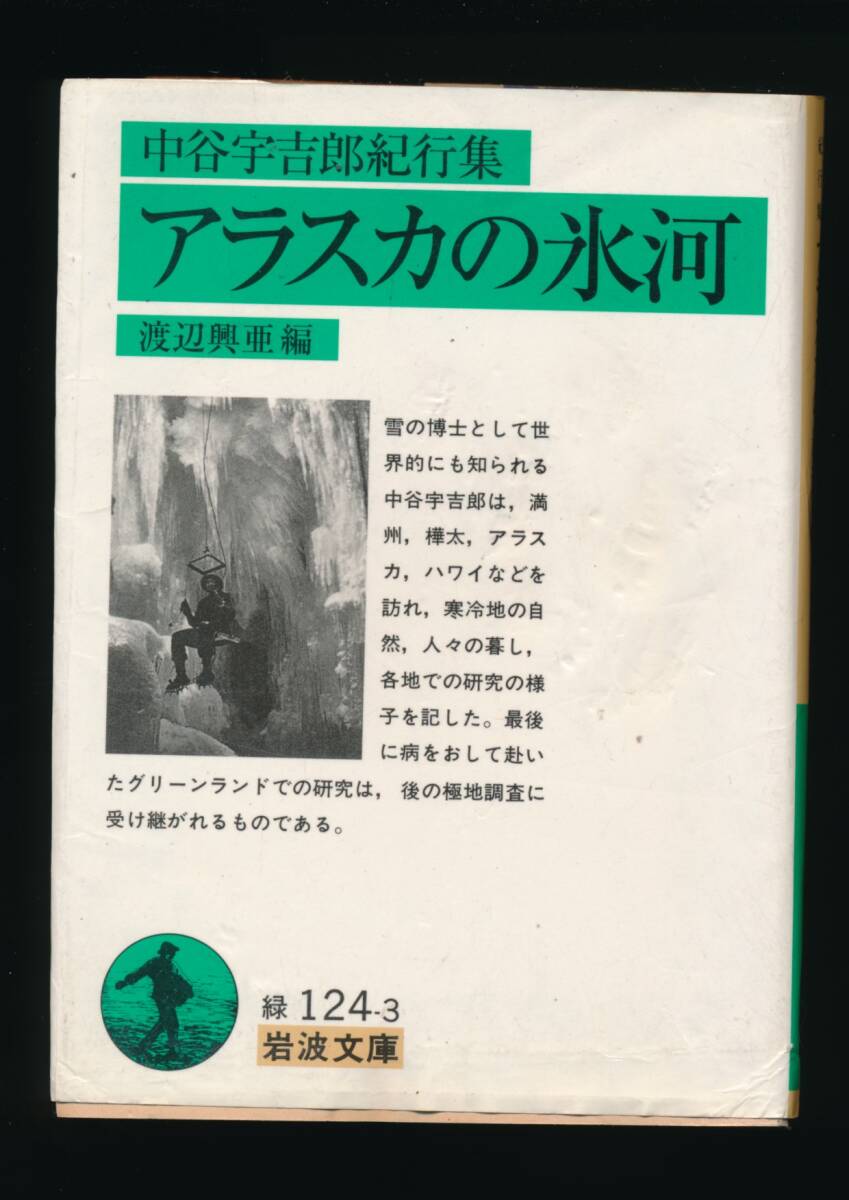 中谷宇吉郎紀行集
アラスカの氷河
渡辺興亜編
雪の博士として世
界的にも知られる
中谷宇吉郎は，満
州，樺太，アラス
カ，ハワイなどを
訪れ，寒冷地の自
然，人々の暮し，
各地での研究の様
子を記した。最後
に病をおして赴い
たグリーンランドでの研究は，後の極地調査に
受け継がれるものである。
緑 124-3
岩波文庫